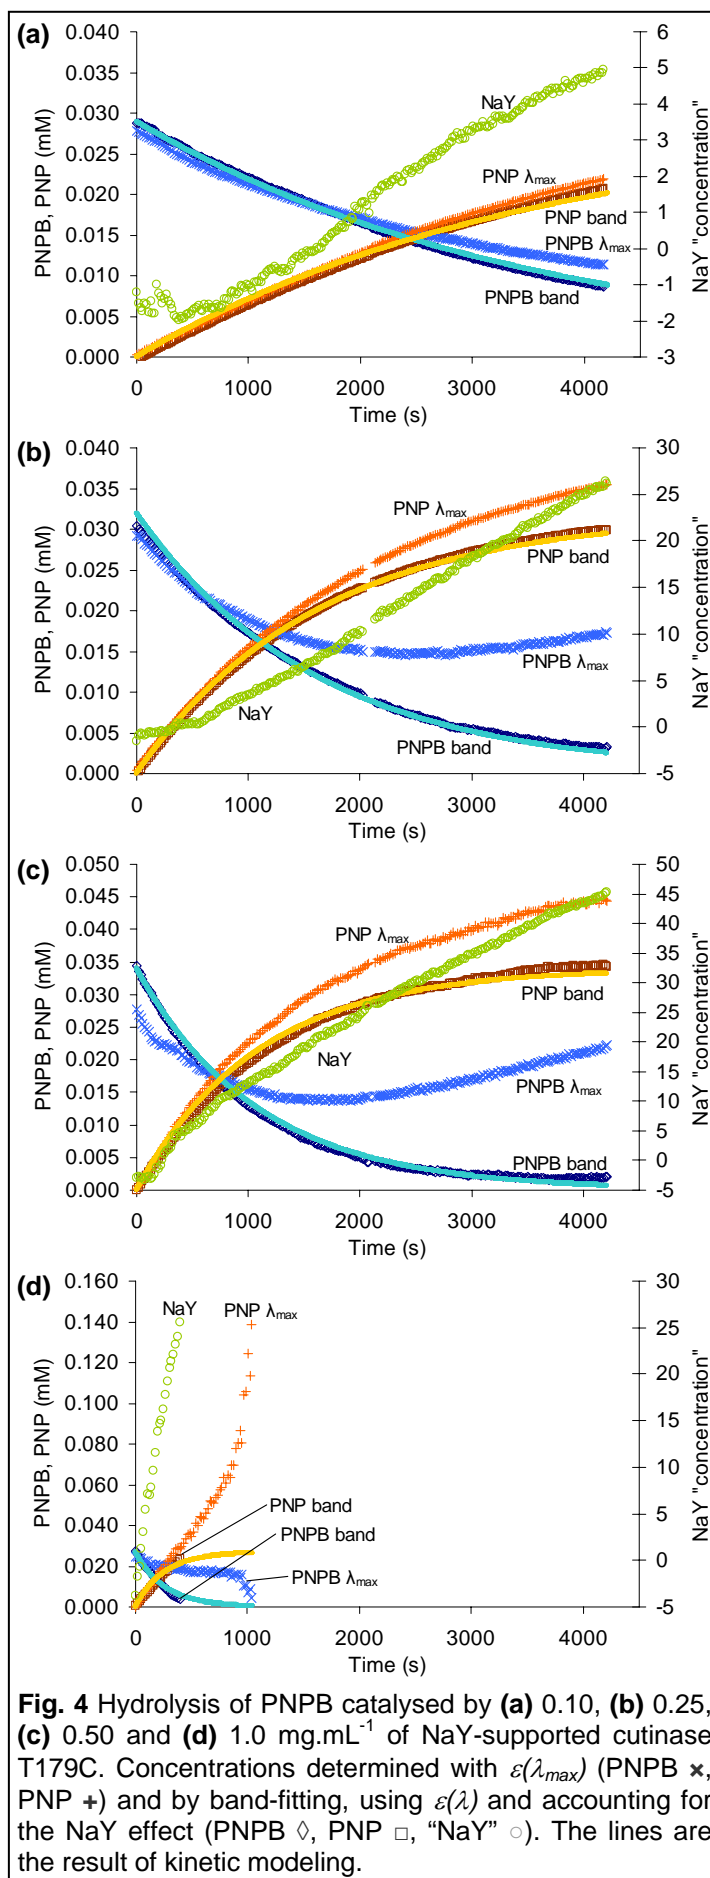 (a)
0.040
0.035
0.030
0.025
0.020
0.015
0.010
0.005
0.000
PNPB, PNP (mM)
6
5
4
3
2
1
0
-1
-2
-3
NaY "concentration"
NaY
PNP λmax
PNP band
PNPB λmax
PNPB band
0 1000 2000 3000 4000
Time (s)
(b)
0.040
0.035
0.030
0.025
0.020
0.015
0.010
0.005
0.000
PNPB, PNP (mM)
30
25
20
15
10
5
0
-5
NaY "concentration"
PNP λmax
PNP band
PNPB λmax
NaY
PNPB band
0 1000 2000 3000 4000
Time (s)
(c)
0.050
0.045
0.040
0.035
0.030
0.025
0.020
0.015
0.010
0.005
0.000
PNPB, PNP (mM)
50
45
40
35
30
25
20
15
10
5
0
-5
NaY "concentration"
PNP λmax
PNP band
NaY
PNPB λmax
PNPB band
0 1000 2000 3000 4000
Time (s)
(d)
0.160
0.140
0.120
0.100
0.080
0.060
0.040
0.020
0.000
PNPB, PNP (mM)
30
25
20
15
10
5
0
-5
NaY "concentration"
NaY
PNP λmax
PNP band
PNPB band
PNPB λmax
0 1000 2000 3000 4000
Time (s)
Fig. 4 Hydrolysis of PNPB catalysed by (a) 0.10, (b) 0.25,
(c) 0.50 and (d) 1.0 mg.mL-1 of NaY-supported cutinase
T179C. Concentrations determined with ε(λmax) (PNPB ×,
PNP +) and by band-fitting, using ε(λ) and accounting for
the NaY effect (PNPB ◊, PNP □, “NaY” ○). The lines are
the result of kinetic modeling.